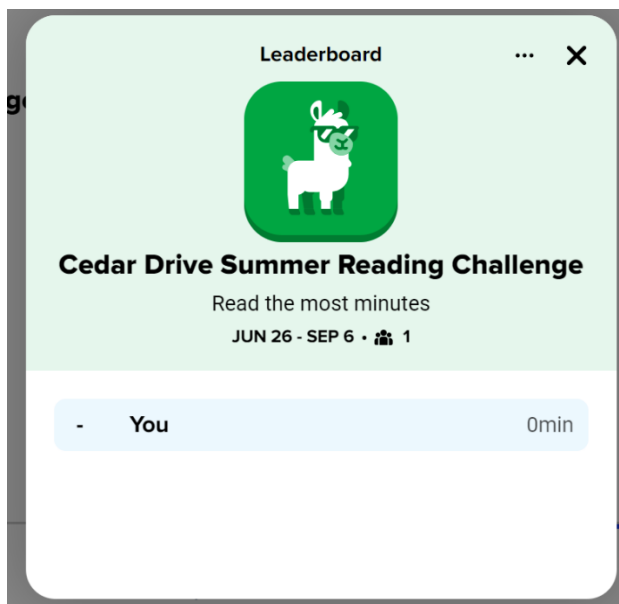 Leaderboard
Cedar Drive Summer Reading Challenge
Read the most minutes
JUN 26 - SEP 6 • 1
- You 0min